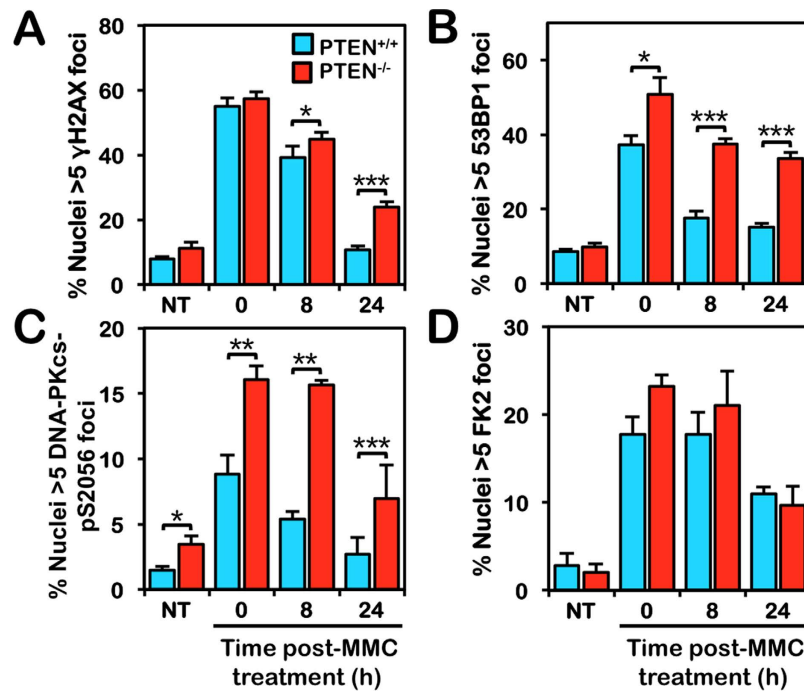 A
% Nuclei >5 γH2AX foci
80
60
40
20
0
PTEN+/+
PTEN-/-
*
***
NT 0 8 24
B
% Nuclei >5 53BP1 foci
60
40
20
0
*
***
***
NT 0 8 24
C
% Nuclei >5 DNA-PKcs-
pS2056 foci
20
15
10
5
0
*
**
**
***
NT 0 8 24
Time post-MMC
treatment (h)
D
% Nuclei >5 FK2 foci
30
20
10
0
NT 0 8 24
Time post-MMC
treatment (h)